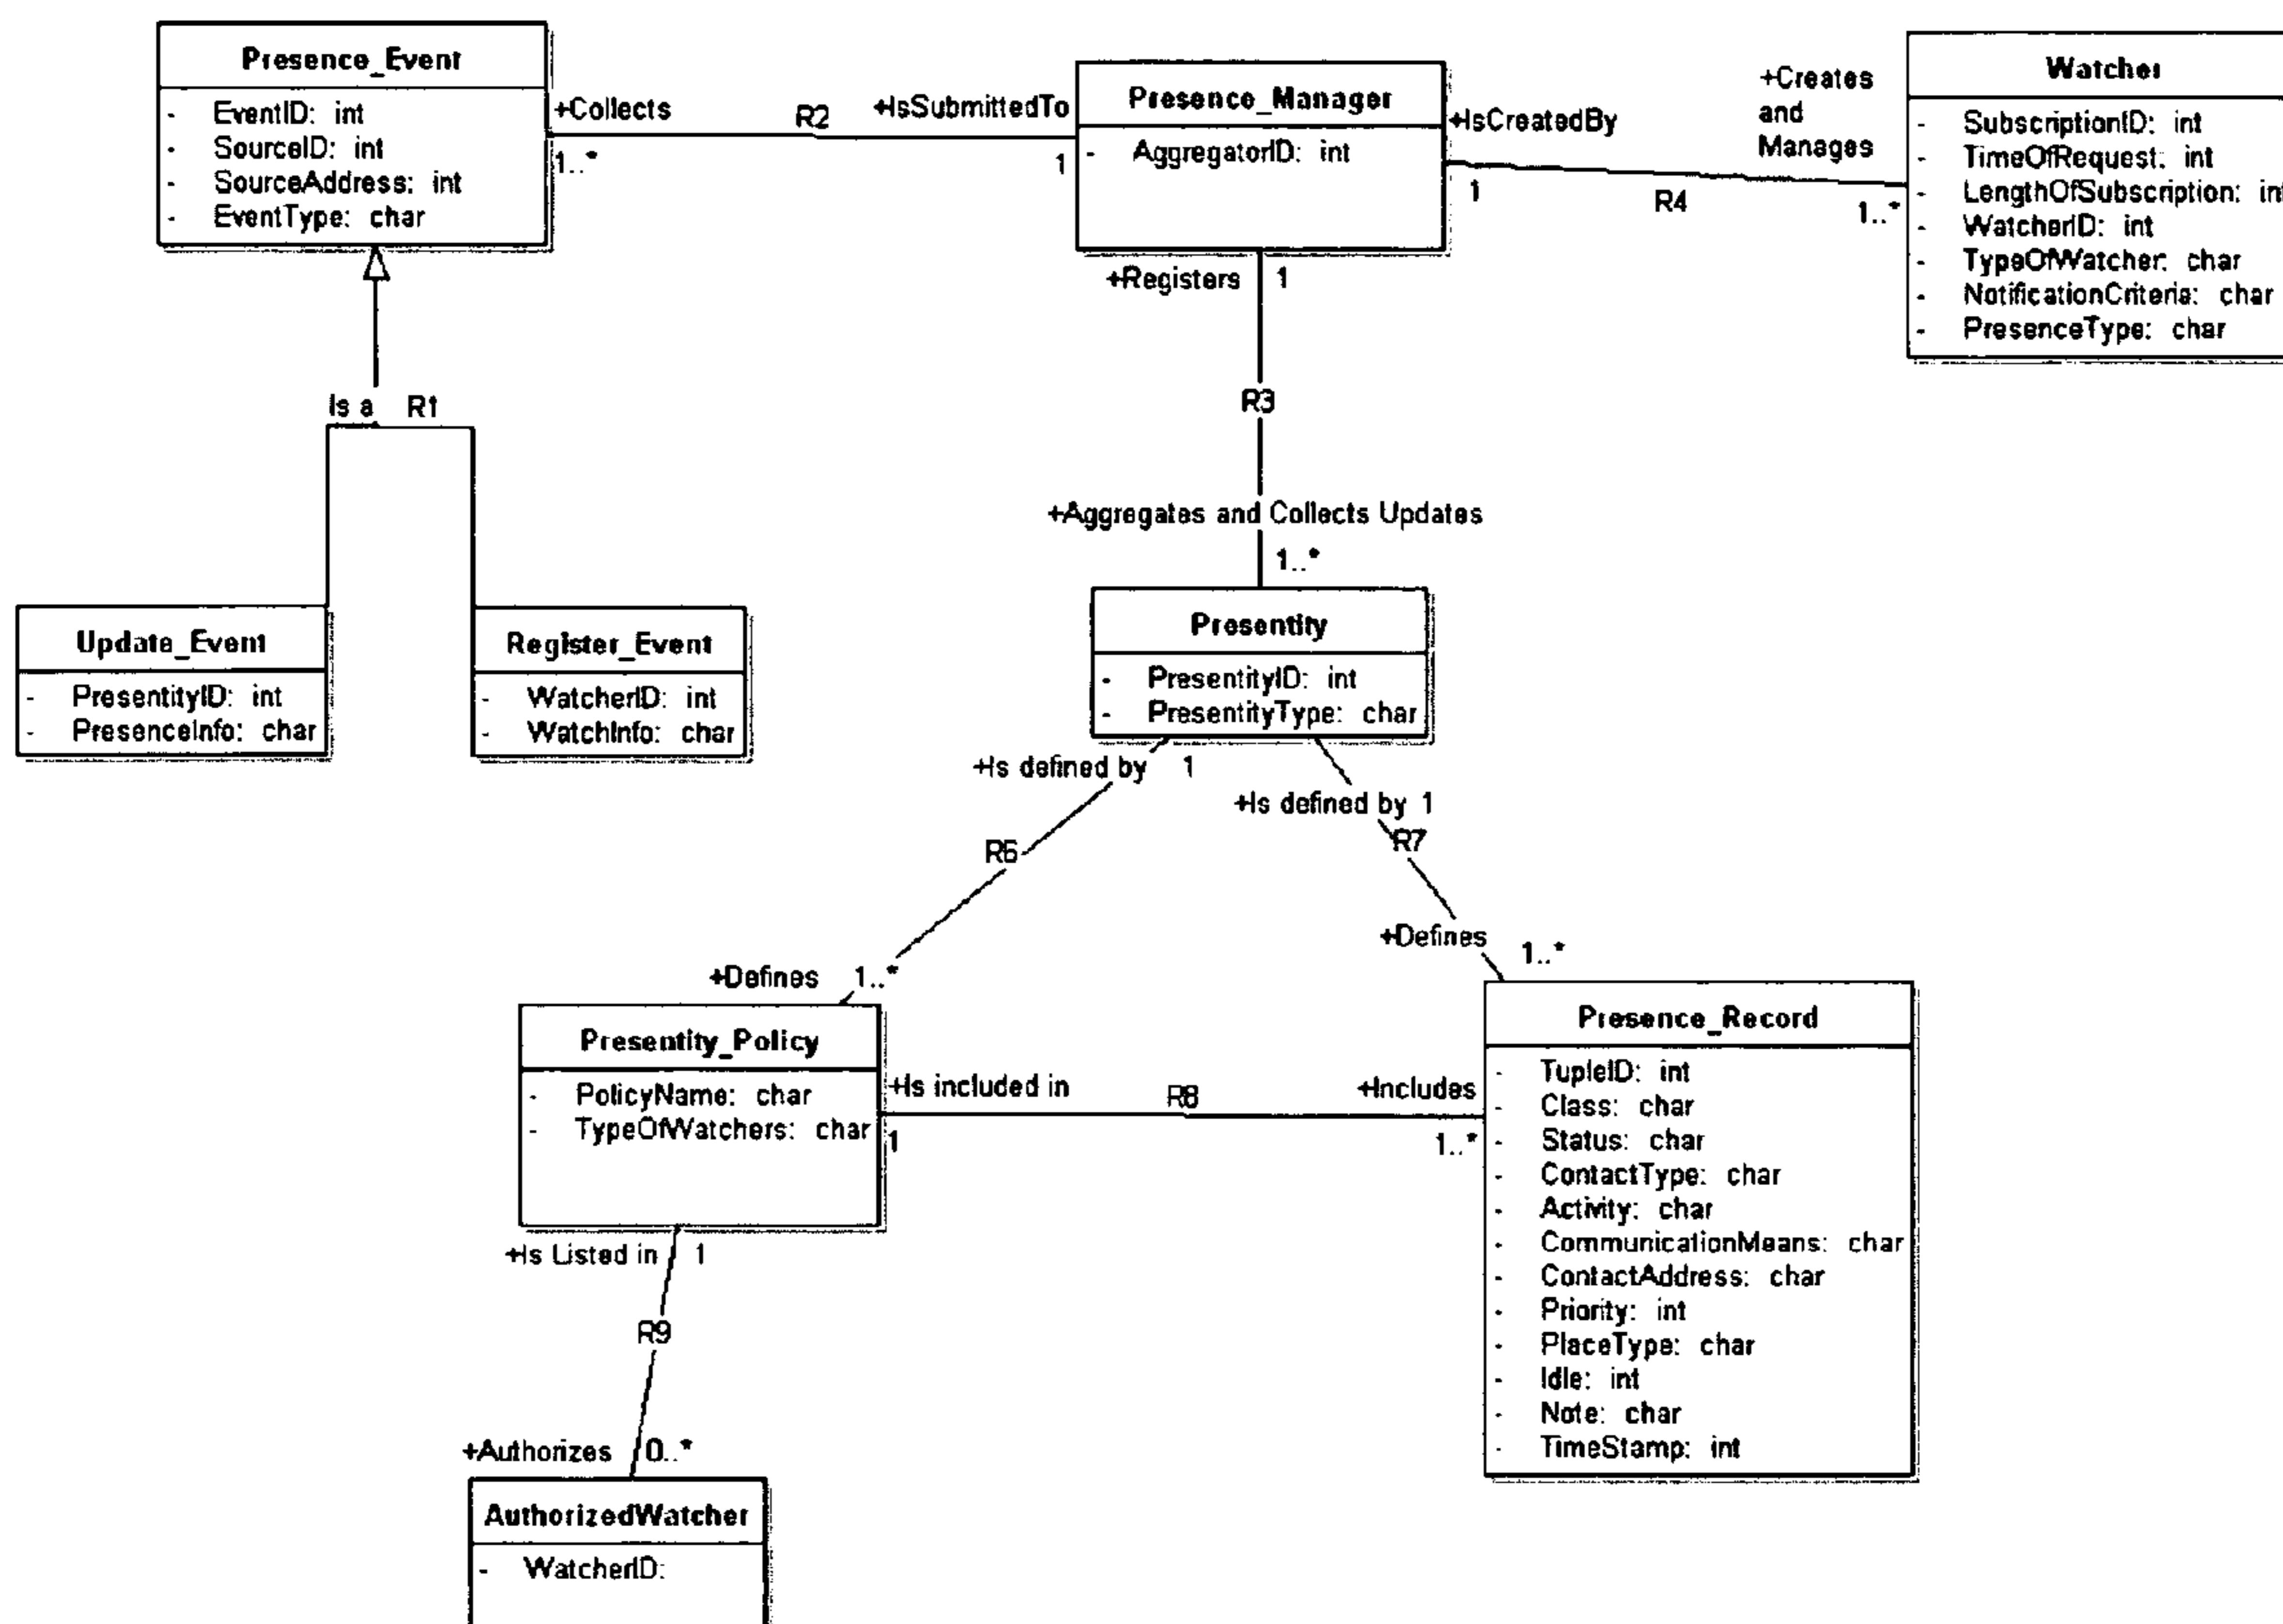 Presence_Event
- EventID: int
- SourceID: int
- SourceAddress: int
- EventType: char
+Collects
1..*
R2
+IsSubmittedTo
1
Presence_Manager
- AggregatorID: int
+IsCreatedBy
1
R4
+Creates
and
Manages
1..*
Watcher
- SubscriptionID: int
- TimeOfRequest: int
- LengthOfSubscription: int
- WatcherID: int
- TypeOfWatcher: char
- NotificationCriteria: char
- PresenceType: char
+Registers 1
R3
+Aggregates and Collects Updates
1..*
Is a R1
Update_Event
- PresentityID: int
- PresenceInfo: char
Register_Event
- WatcherID: int
- WatchInfo: char
Presentity
- PresentityID: int
- PresentityType: char
+Is defined by 1
+Is defined by 1
R7
+Defines 1..*
+Defines 1..*
Presentity_Policy
- PolicyName: char
- TypeOfWatchers: char
+Is included in
1
R8
+Includes
1..*
Presence_Record
- TupleID: int
- Class: char
- Status: char
- ContactType: char
- Activity: char
- CommunicationMeans: char
- ContactAddress: char
- Priority: int
- PlaceType: char
- Idle: int
- Note: char
- TimeStamp: int
+Is Listed in 1
R9
+Authorizes 0..*
AuthorizedWatcher
- WatcherID: